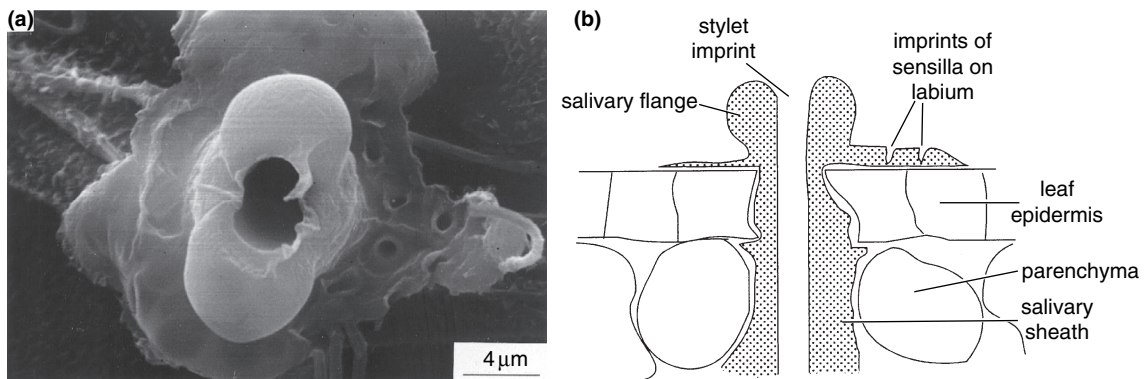 (a)
4 μm
(b)
stylet
imprint
imprints of
sensilla on
labium
salivary flange
leaf
epidermis
parenchyma
salivary
sheath